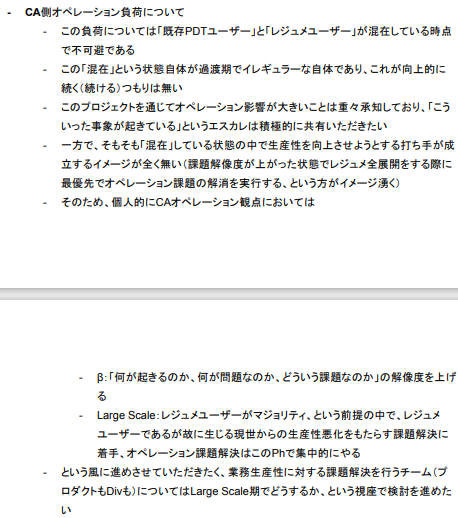 - CA側オペレーション負荷について
- この負荷については「既存PDTユーザー」と「レジュメユーザー」が混在している時点
で不可避である
- この「混在」という状態自体が過渡期でイレギュラーな自体であり、これが向上的に
続く(続ける)つもりは無い
- このプロジェクトを通じてオペレーション影響が大きいことは重々承知しており、「こう
いった事象が起きている」というエスカレは積極的に共有いただきたい
- 一方で、そもそも「混在」している状態の中で生産性を向上させようとする打ち手が成
立するイメージが全く無い(課題解像度が上がった状態でレジュメ全展開をする際に
最優先でオペレーション課題の解消を実行する、という方がイメージ湧く)
- そのため、個人的にCAオペレーション観点においては
- β:「何が起きるのか、何が問題なのか、どういう課題なのか」の解像度を上げ
る
- Large Scale:レジュメユーザーがマジョリティ、という前提の中で、レジュメ
ユーザーであるが故に生じる現世からの生産性悪化をもたらす課題解決に
着手、オペレーション課題解決はこのPhで集中的にやる
- という風に進めさせていただきたく、業務生産性に対する課題解決を行うチーム(プ
ロダクトもDivも)についてはLarge Scale期でどうするか、という視座で検討を進めた
い